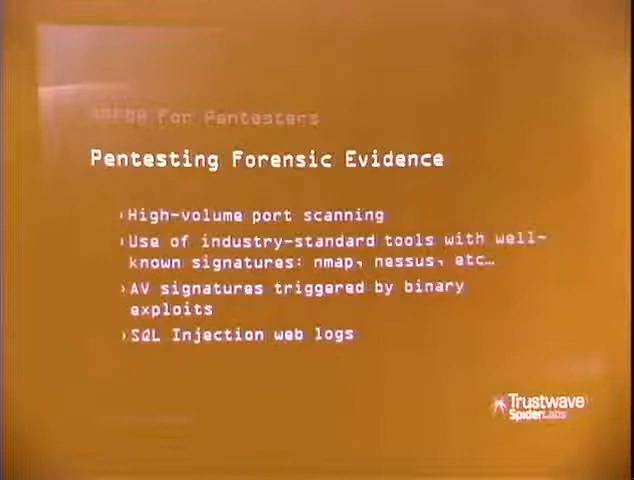 for Pentesters
Pentesting Forensic Evidence
›High-volume port scanning
›Use of industry-standard tools with well-
known signatures: nmap, nessus, etc…
›AV signatures triggered by binary
exploits
›SQL Injection web logs
Trustwave
SpiderLabs